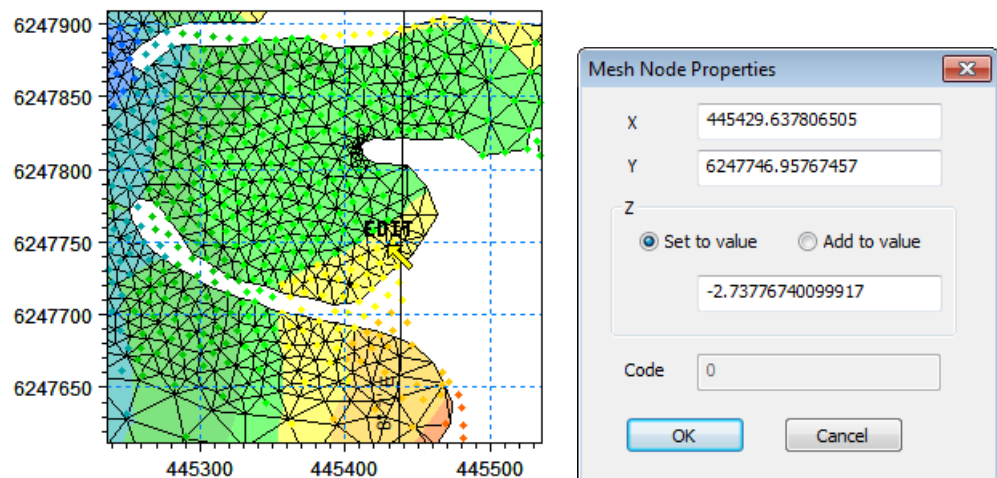 6247900
6247850
6247800
6247750
6247700
6247650
445300 445400 445500
EDIT
Mesh Node Properties
X 445429.637806505
Y 6247746.95767457
Z
Set to value Add to value
-2.73776740099917
Code 0
OK Cancel